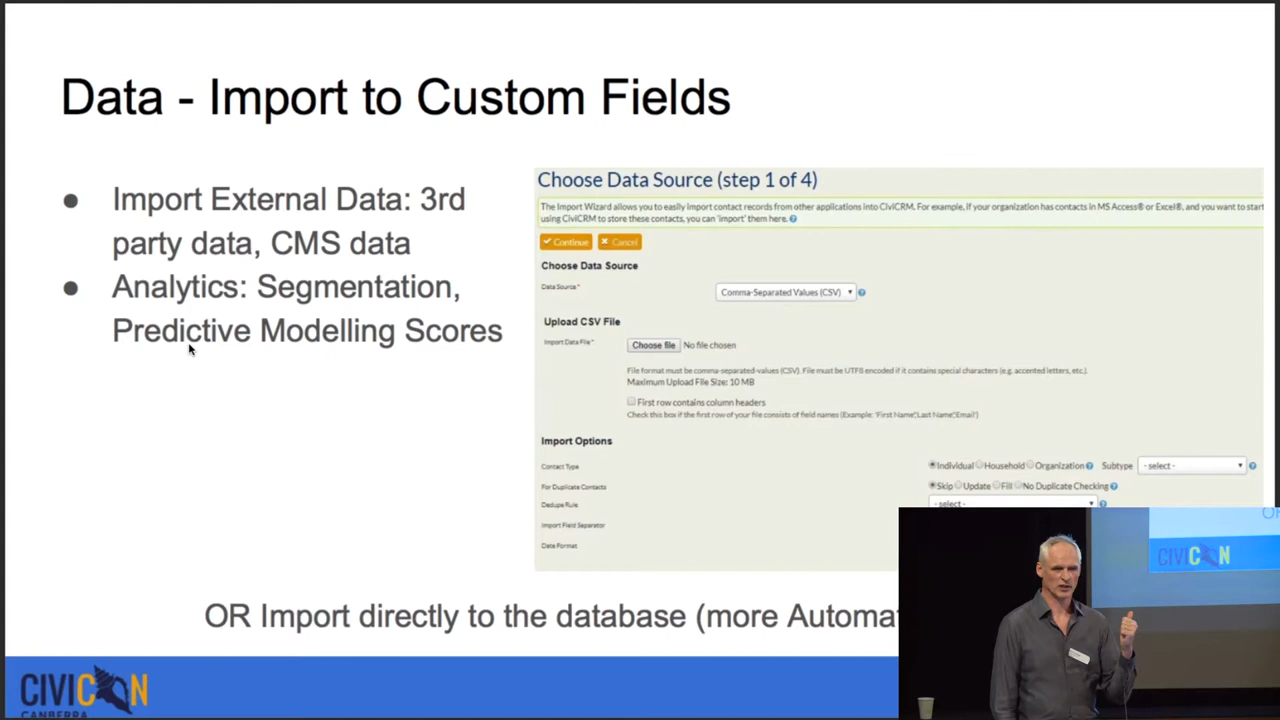 Data - Import to Custom Fields
● Import External Data: 3rd
party data, CMS data
● Analytics: Segmentation,
Predictive Modelling Scores
Choose Data Source (step 1 of 4)
The Import Wizard allows you to easily import contact records from other applications into CiviCRM. For example, if your organization has contacts in MS Access® or Excel®, and you want to start
using CiviCRM to store these contacts, you can 'import' them here.
Continue Cancel
Choose Data Source
Data Source* Comma-Separated Values (CSV)
Upload CSV File
Import Data File* Choose file No file chosen
File format must be comma-separated-values (CSV). File must be UTF8 encoded if it contains special characters (e.g. accented letters, etc.).
Maximum Upload File Size: 10 MB
First row contains column headers
Check this box if the first row of your file consists of field names (Example: 'First Name','Last Name','Email')
Import Options
Contact Type Individual Household Organization Subtype - select -
For Duplicate Contacts Skip Update Fill No Duplicate Checking
Dedupe Rule - select -
Import Field Separator
Date Format
OR Import directly to the database (more Automat
CIVICON
CANBERRA
CIVICON